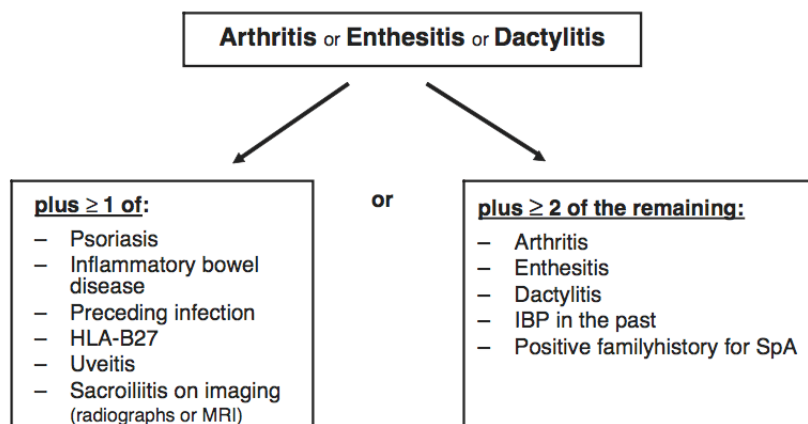 Arthritis or Enthesitis or Dactylitis
plus ≥ 1 of:
– Psoriasis
– Inflammatory bowel
disease
– Preceding infection
– HLA-B27
– Uveitis
– Sacroiliitis on imaging
(radiographs or MRI)
or
plus ≥ 2 of the remaining:
– Arthritis
– Enthesitis
– Dactylitis
– IBP in the past
– Positive familyhistory for SpA